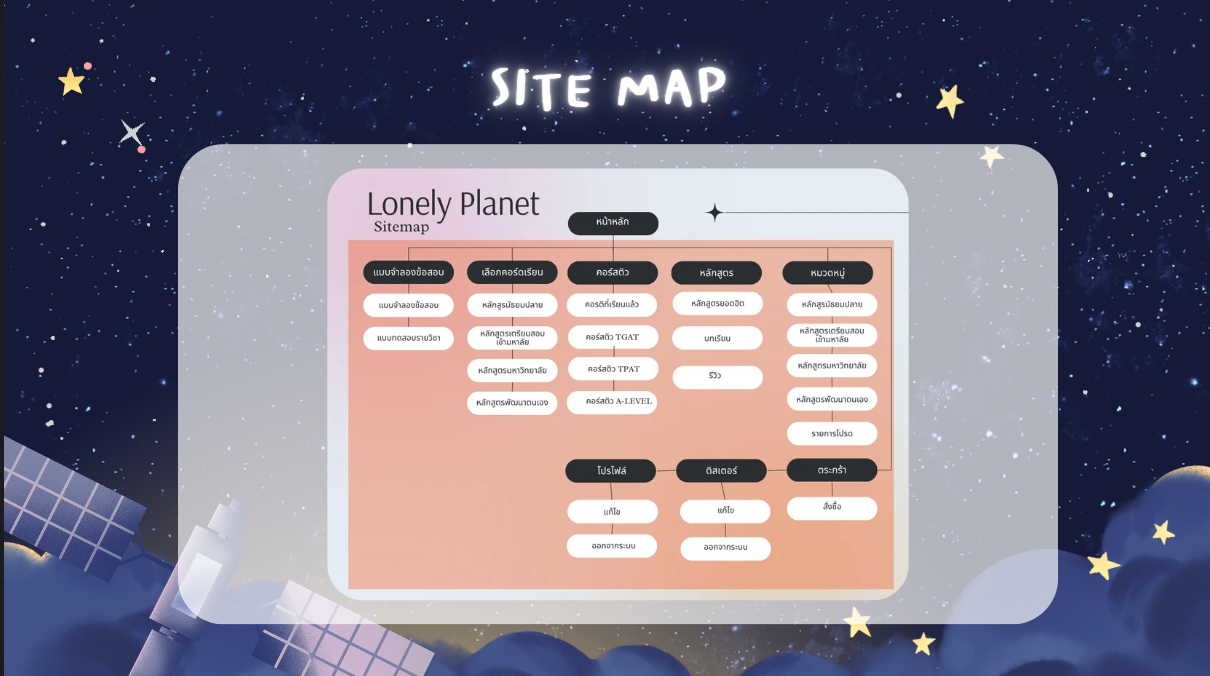 SITE MAP
Lonely Planet
Sitemap
หน้าหลัก
แบบจำลองข้อสอบ
แบบจำลองข้อสอบ
แบบทดสอบรายวิชา
เลือกคอร์ดเรียน
หลักสูรมัธยมปลาย
หลักสูตรเตรียมสอบ
เข้ามหาลัย
หลักสูตรมหาวิทยาลัย
หลักสูตรพัฒนาตนเอง
คอร์สติว
คอรติที่เรียนแล้ว
คอร์สติว TGAT
คอร์สติว TPAT
คอร์สติว A-LEVEL
หลักสูตร
หลักสูตรยอดฮิต
บทเรียน
รีวิว
หมวดหมู่
หลักสูรมัธยมปลาย
หลักสูตรเตรียมสอบ
เข้ามหาลัย
หลักสูตรมหาวิทยาลัย
หลักสูตรพัฒนาตนเอง
รายการโปรด
โปรไฟล์
แก้ไข
ออกจากระบบ
ติสเตอร์
แก้ไข
ออกจากระบบ
ตระกร้า
สั่งซื้อ